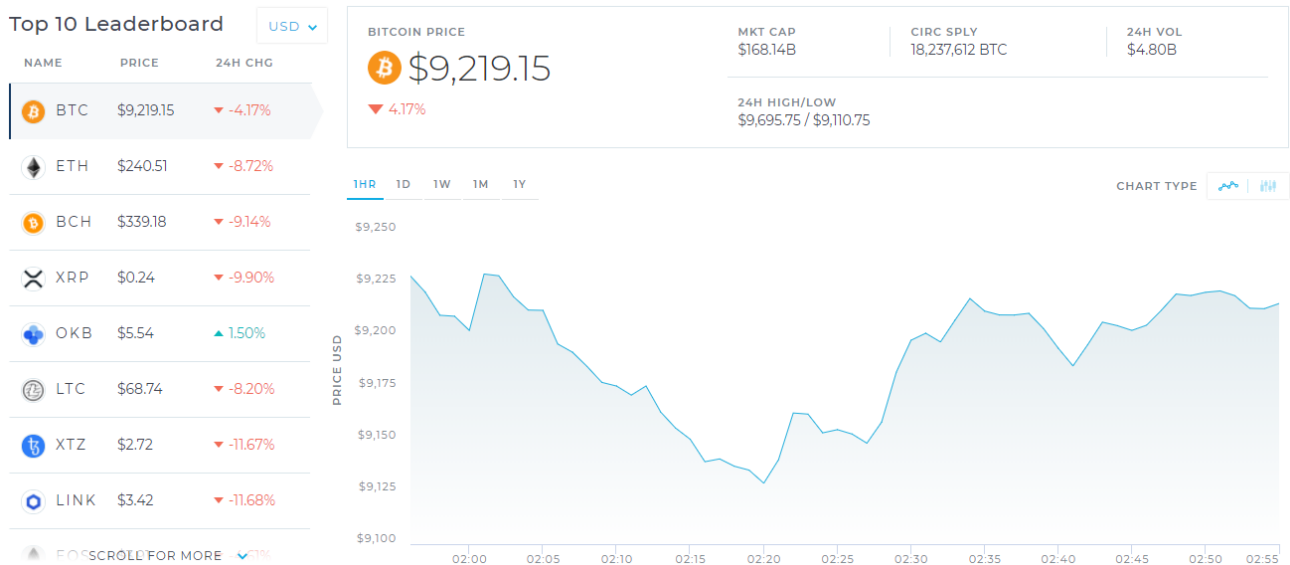 Top 10 Leaderboard
USD
NAME PRICE 24H CHG
BTC $9,219.15 -4.17%
ETH $240.51 -8.72%
BCH $339.18 -9.14%
XRP $0.24 -9.90%
OKB $5.54 1.50%
LTC $68.74 -8.20%
XTZ $2.72 -11.67%
LINK $3.42 -11.68%
EOS
SCROLL FOR MORE
BITCOIN PRICE
$9,219.15
4.17%
MKT CAP
$168.14B
CIRC SPLY
18,237,612 BTC
24H VOL
$4.80B
24H HIGH/LOW
$9,695.75 / $9,110.75
1HR 1D 1W 1M 1Y
CHART TYPE
PRICE USD
$9,250
$9,225
$9,200
$9,175
$9,150
$9,125
$9,100
02:00 02:05 02:10 02:15 02:20 02:25 02:30 02:35 02:40 02:45 02:50 02:55